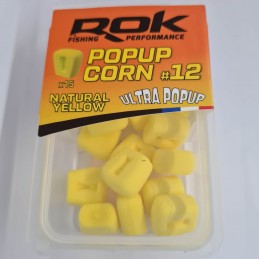 ROK
FISHING PERFORMANCE
POPUP
CORN #12
x15
NATURAL
YELLOW
ULTRA POPUP